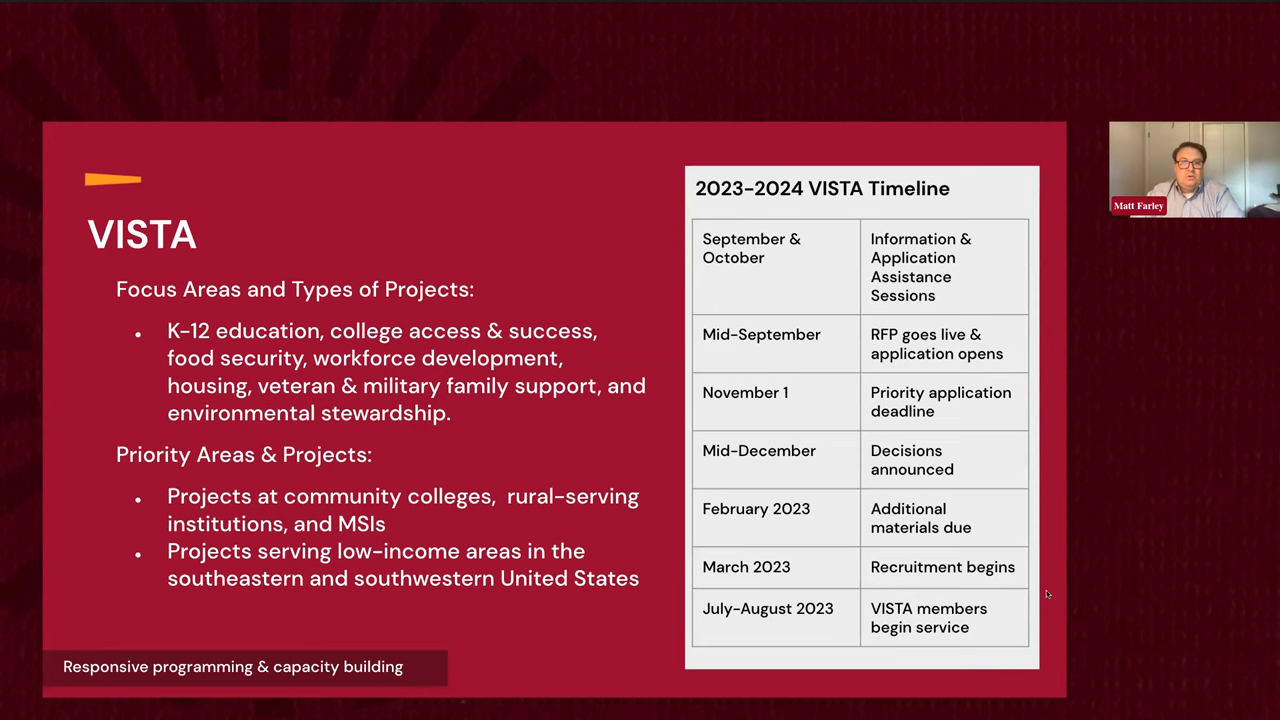 VISTA
Focus Areas and Types of Projects:
• K-12 education, college access & success,
food security, workforce development,
housing, veteran & military family support, and
environmental stewardship.
Priority Areas & Projects:
• Projects at community colleges, rural-serving
institutions, and MSIs
• Projects serving low-income areas in the
southeastern and southwestern United States
Responsive programming & capacity building
2023-2024 VISTA Timeline
September &
October
Information &
Application
Assistance
Sessions
Mid-September
RFP goes live &
application opens
November 1
Priority application
deadline
Mid-December
Decisions
announced
February 2023
Additional
materials due
March 2023
Recruitment begins
July-August 2023
VISTA members
begin service
Matt Farley